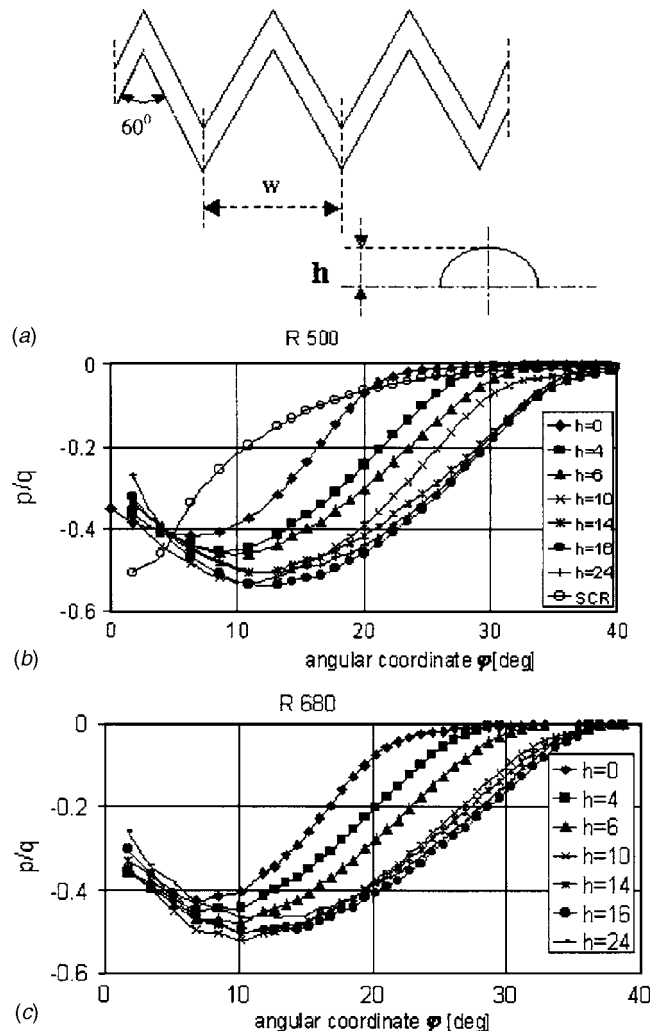 60⁰
w
h
(a)
R 500
0
-0.2
-0.4
-0.6
p/q
0 10 20 30 40
h=0
h=4
h=6
h=10
h=14
h=16
h=24
SCR
(b)
angular coordinate φ[deg]
R 680
0
-0.2
-0.4
-0.6
p/q
0 10 20 30 40
h=0
h=4
h=6
h=10
h=14
h=16
h=24
(c)
angular coordinate φ [deg]